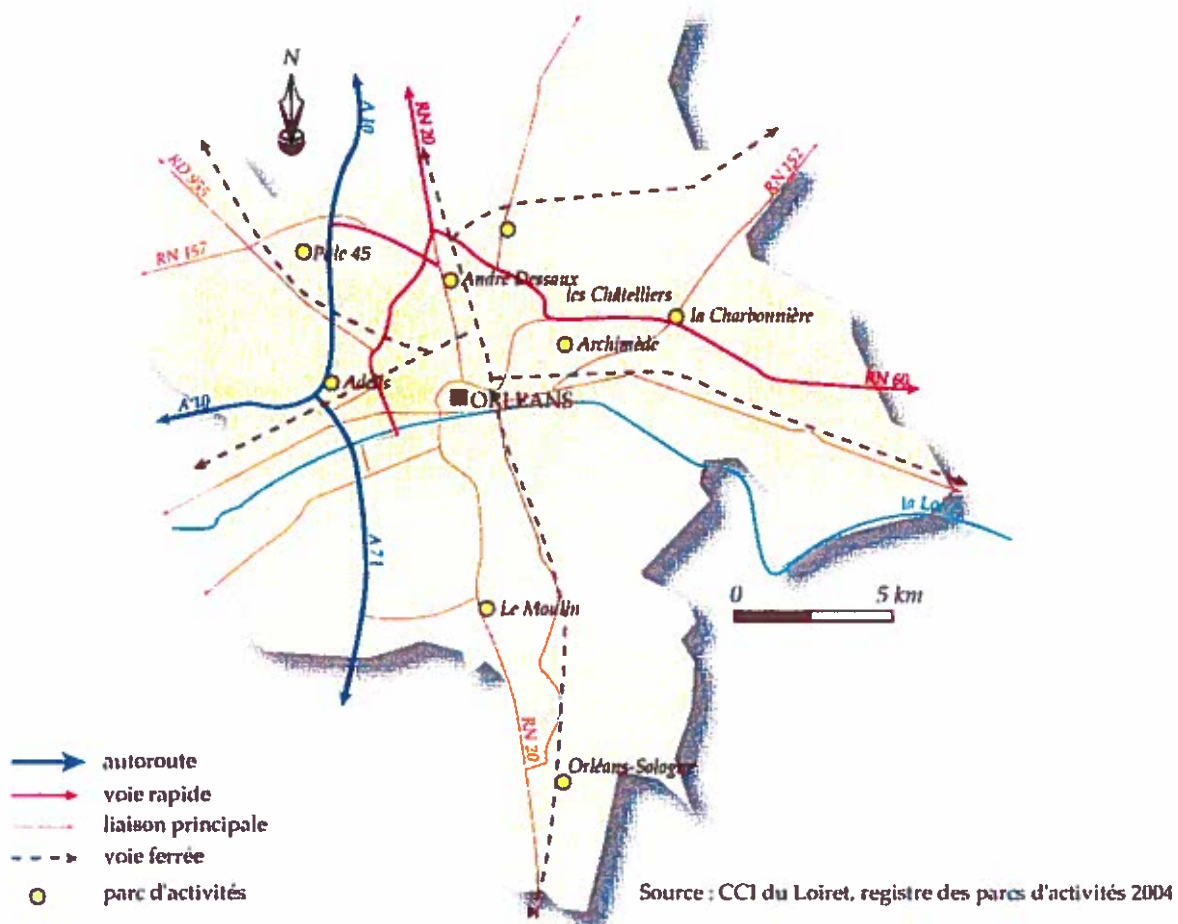 N
A 10
RN 20
RD 955
RN 152
RN 157
Pôle 45
André Dessaux
les Châtelliers
la Charbonnière
Archimède
Adelis
RN 60
A 10
ORLEANS
la Loire
A 71
0 5 km
Le Moulin
RN 20
Orléans-Sologne
autoroute
voie rapide
liaison principale
voie ferrée
parc d'activités
Source : CCI du Loiret, registre des parcs d'activités 2004